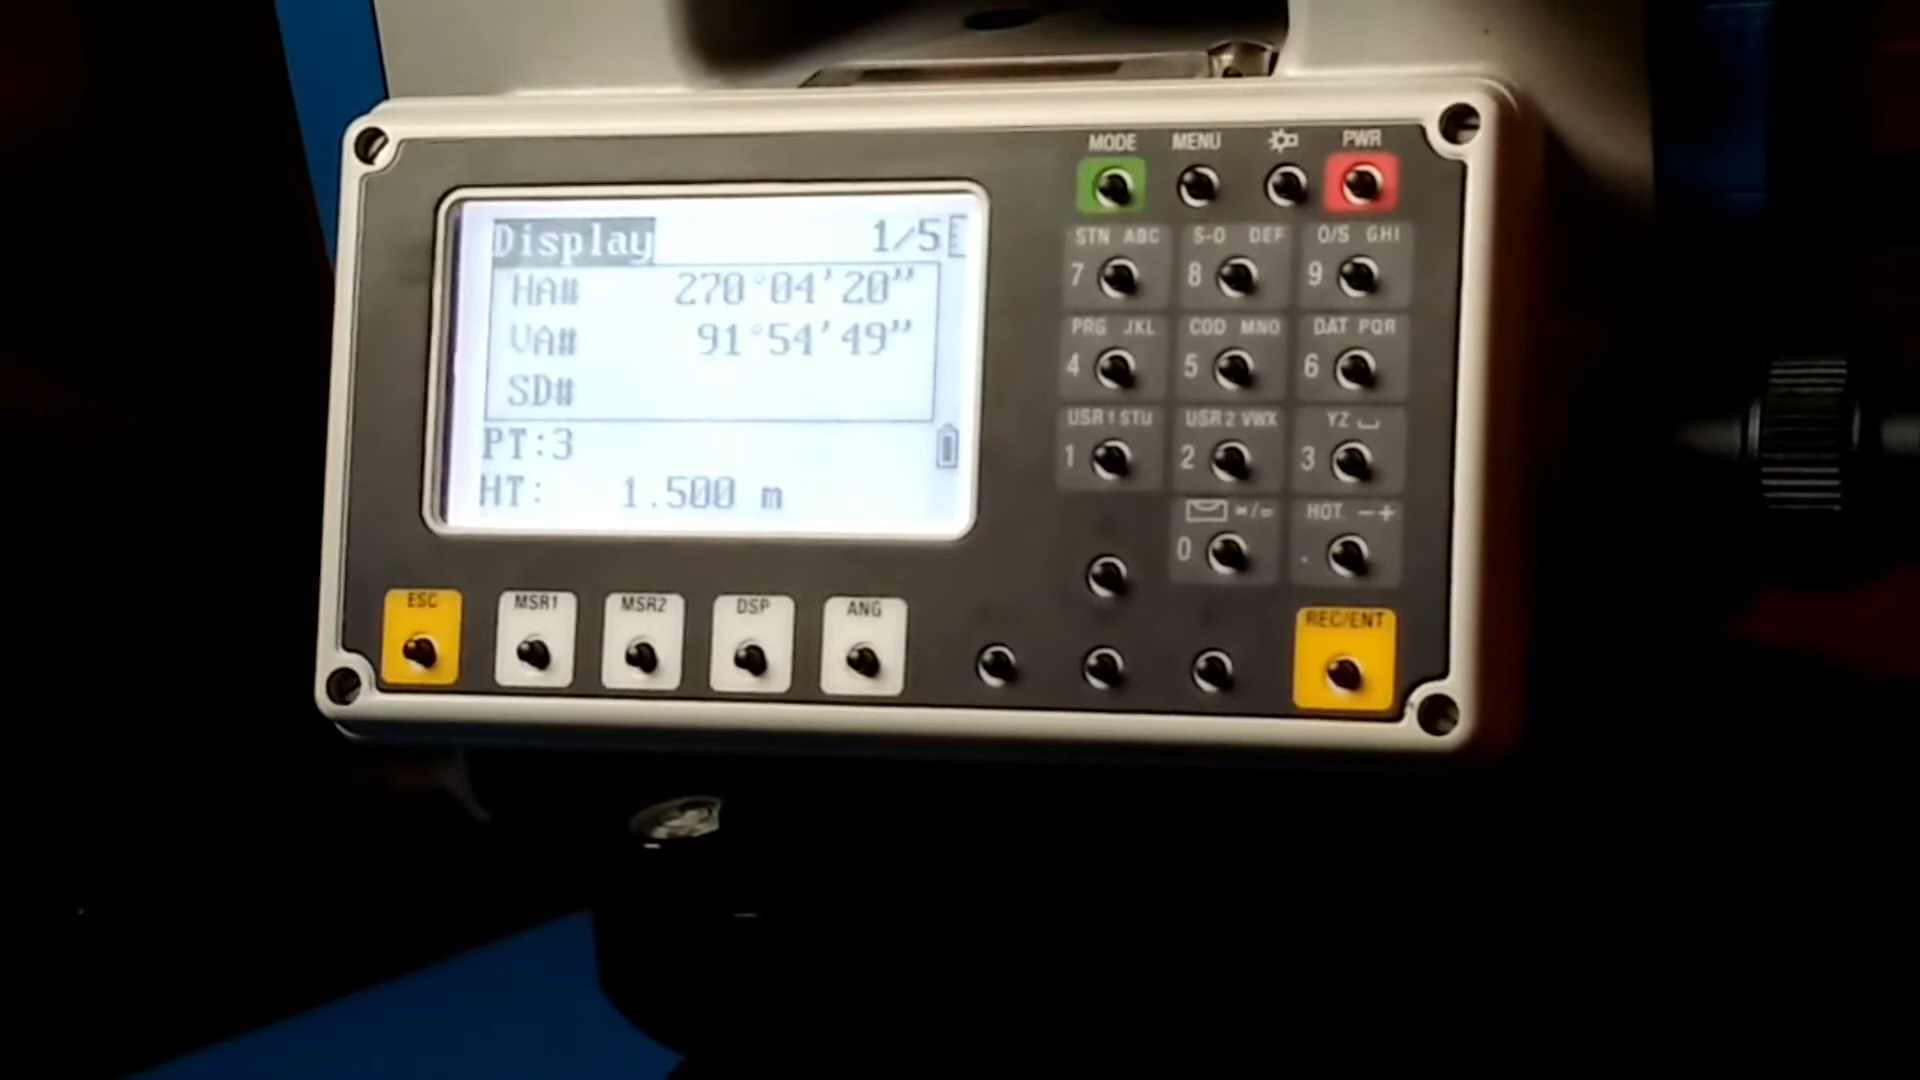 MODE MENU PWR
Display 1/5
HA# 270°04'20"
VA# 91°54'49"
SD#
PT:3
HT: 1.500 m
STN ABC S-O DEF O/S GHI
7 8 9
PRG JKL COD MNO DAT PQR
4 5 6
USR1 STU USR2 VWX YZ ⎵
1 2 3
*/= HOT -+
0 .
ESC MSR1 MSR2 DSP ANG REC/ENT